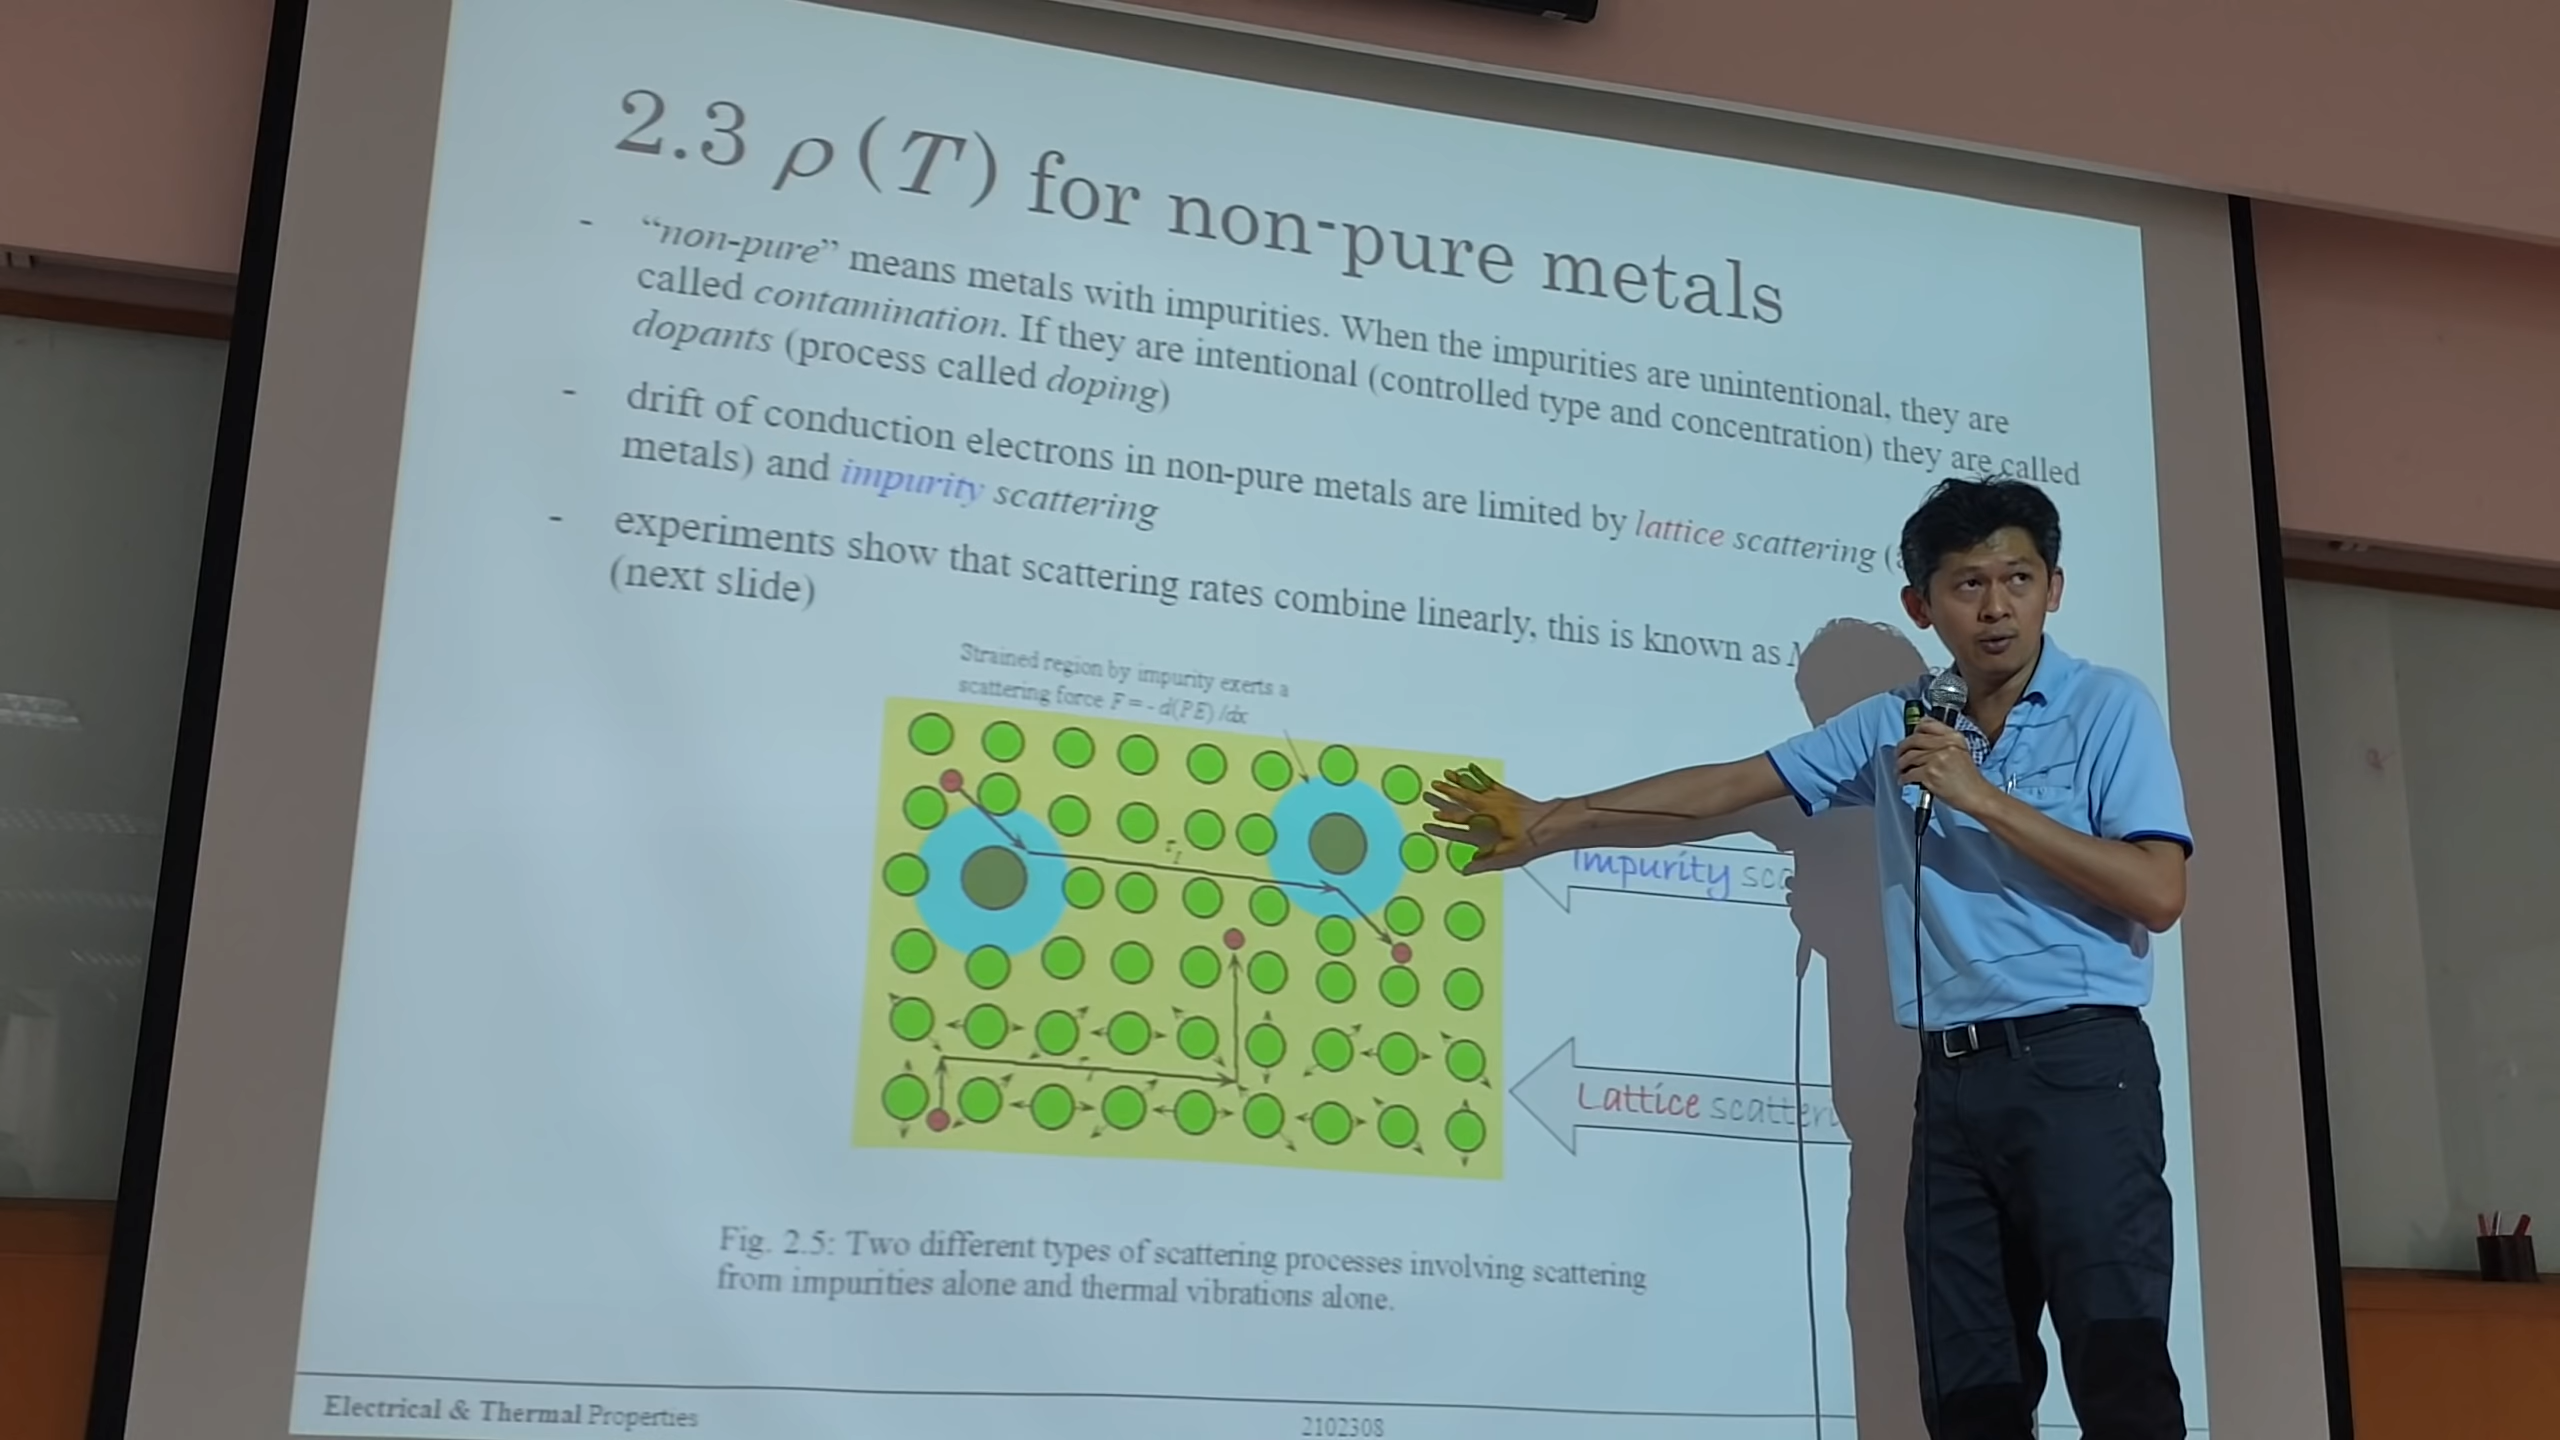 2.3 ρ(T) for non-pure metals
- “non-pure” means metals with impurities. When the impurities are unintentional, they are
called contamination. If they are intentional (controlled type and concentration) they are called
dopants (process called doping)
- drift of conduction electrons in non-pure metals are limited by lattice scattering (
metals) and impurity scattering
- experiments show that scattering rates combine linearly, this is known as
(next slide)
Strained region by impurity exerts a
scattering force F = - d(PE) /dx
τI
Impurity
Lattice
Fig. 2.5: Two different types of scattering processes involving scattering
from impurities alone and thermal vibrations alone.
Electrical & Thermal Properties
2102308